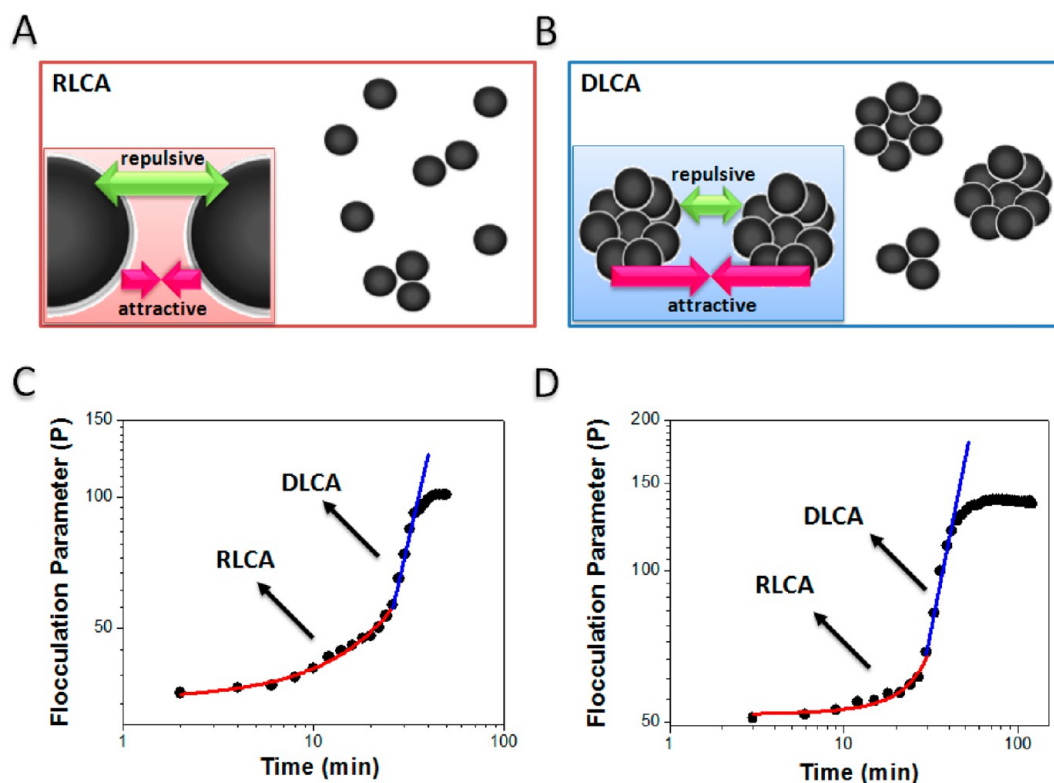 A
RLCA
repulsive
attractive
B
DLCA
repulsive
attractive
C
Flocculation Parameter (P)
150
100
50
DLCA
RLCA
1
10
100
Time (min)
D
Flocculation Parameter (P)
200
150
100
50
DLCA
RLCA
1
10
100
Time (min)